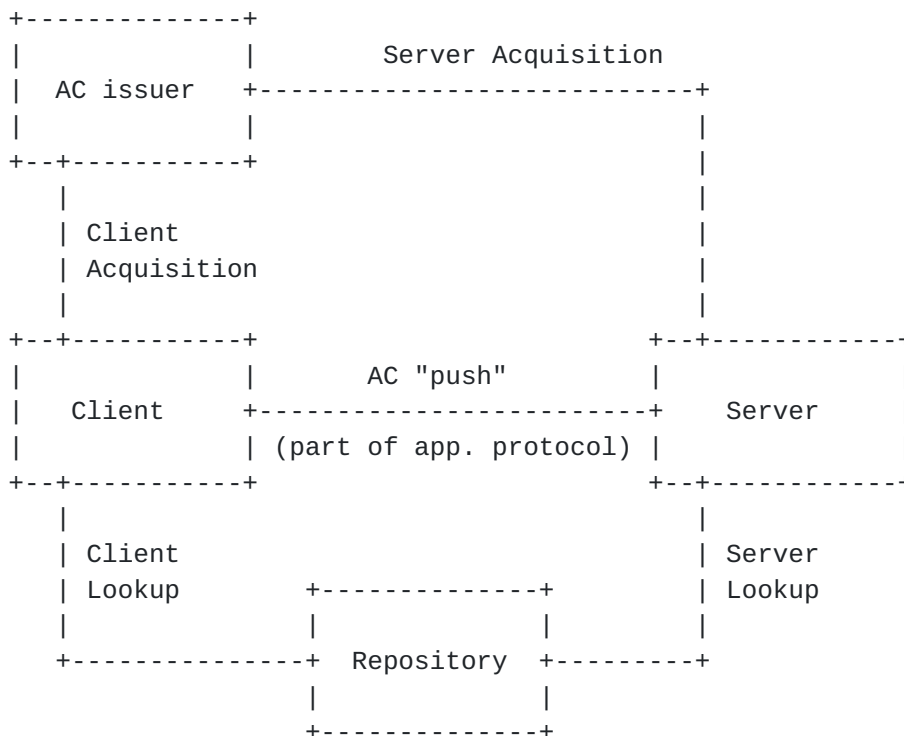 Server Acquisition
AC issuer
Client
Acquisition
AC "push"
Client
Server
(part of app. protocol)
Client
Lookup
Server
Lookup
Repository